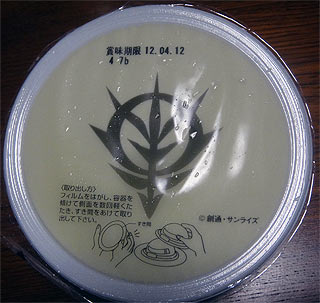 賞味期限 12.04.12
4 7b
〈取り出し方〉
フィルムをはがし、容器を
傾けて側面を数回軽くた
たき、すき間をあけて取り
出して下さい。
すき間
©創通・サンライズ